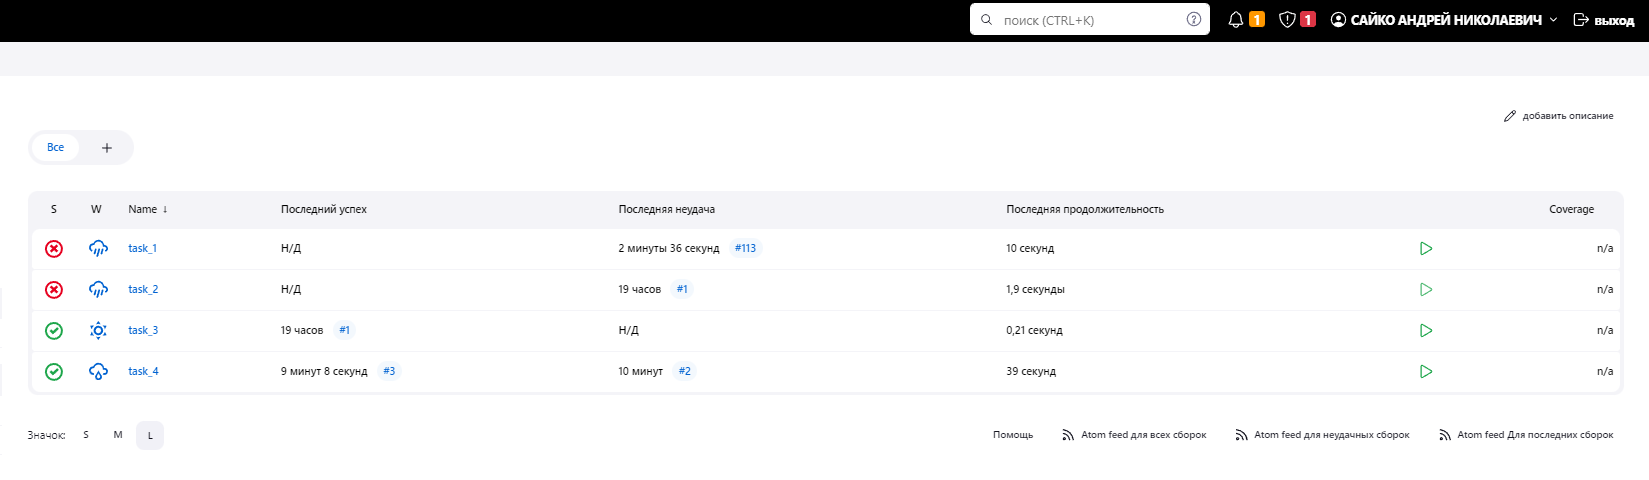 поиск (CTRL+K) 1 1 САЙКО АНДРЕЙ НИКОЛАЕВИЧ выход
добавить описание
Все +
S W Name ↓ Последний успех Последняя неудача Последняя продолжительность Coverage
task_1 Н/Д 2 минуты 36 секунд #113 10 секунд n/a
task_2 Н/Д 19 часов #1 1,9 секунды n/a
task_3 19 часов #1 Н/Д 0,21 секунд n/a
task_4 9 минут 8 секунд #3 10 минут #2 39 секунд n/a
Значок: S M L Помощь Atom feed для всех сборок Atom feed для неудачных сборок Atom feed Для последних сборок